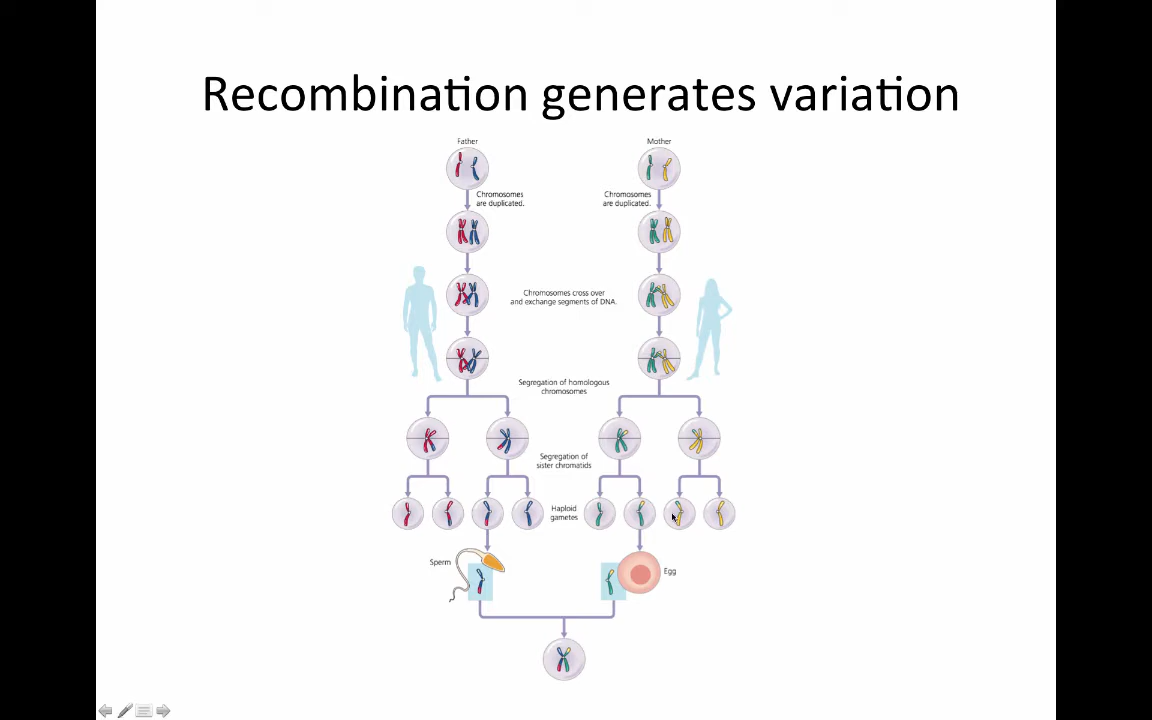 Recombination generates variation
Father
Mother
Chromosomes
are duplicated.
Chromosomes
are duplicated.
Chromosomes cross over
and exchange segments of DNA.
Segregation of homologous
chromosomes
Segregation of
sister chromatids
Haploid
gametes
Sperm
Egg